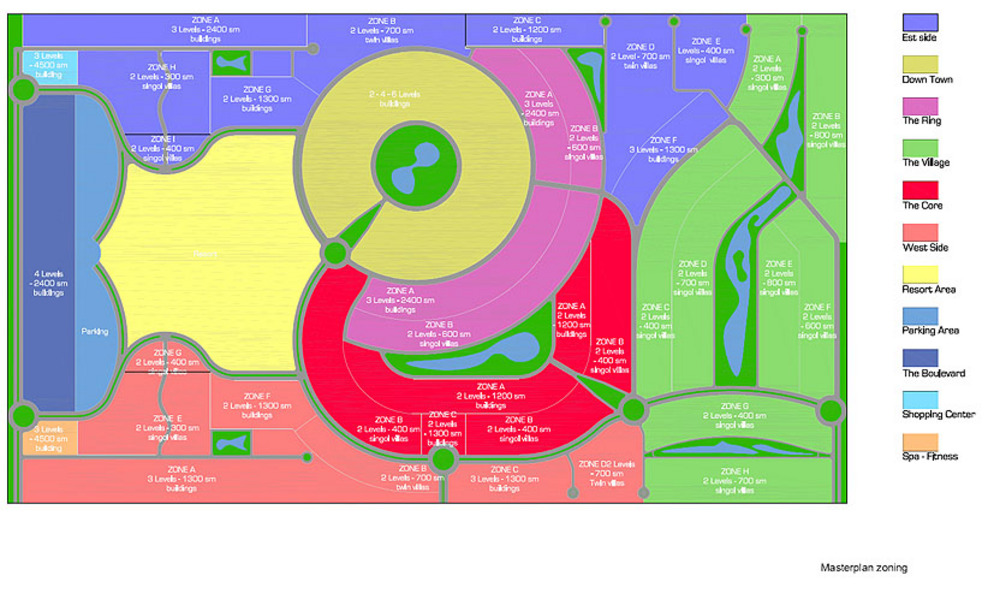 ZONE A
3 Levels - 2400 sm
buildings
ZONE B
2 Levels - 700 sm
twin villas
ZONE C
2 Levels - 1200 sm
buildings
ZONE D
2 Levels - 700 sm
twin villas
ZONE E
2 Levels - 400 sm
singol villas
3 Levels
- 4500 sm
building
ZONE H
2 Levels - 300 sm
singol villas
ZONE G
2 Levels - 1300 sm
buildings
ZONE I
2 Levels - 400 sm
singol villas
2 - 4 - 6 Levels
buildings
ZONE A
3 Levels
- 2400 sm
buildings
ZONE B
2 Levels
- 600 sm
singol villas
ZONE F
3 Levels - 1300 sm
buildings
ZONE A
2 Levels
- 300 sm
singol villas
ZONE B
2 Levels
- 800 sm
singol villas
4 Levels
- 2400 sm
buildings
Parking
ZONE A
3 Levels - 2400 sm
buildings
ZONE B
2 Levels - 600 sm
singol villas
ZONE A
2 Levels
- 1200 sm
buildings
ZONE B
2 Levels
- 400 sm
singol villas
ZONE C
2 Levels
- 400 sm
singol villas
ZONE D
2 Levels
- 700 sm
singol villas
ZONE E
2 Levels
- 800 sm
singol villas
ZONE F
2 Levels
- 600 sm
singol villas
ZONE G
2 Levels - 400 sm
singol villas
ZONE E
2 Levels - 300 sm
singol villas
ZONE F
2 Levels - 1300 sm
buildings
3 Levels
- 4500 sm
building
ZONE A
3 Levels - 1300 sm
buildings
ZONE A
2 Levels - 1200 sm
buildings
ZONE B
2 Levels - 400 sm
singol villas
ZONE C
2 Levels
- 1300 sm
buildings
ZONE B
2 Levels - 400 sm
singol villas
ZONE B
2 Levels - 700 sm
twin villas
ZONE C
3 Levels - 1300 sm
buildings
ZONE D2 Levels
- 700 sm
Twin villas
ZONE G
2 Levels - 400 sm
singol villas
ZONE H
2 Levels - 700 sm
singol villas
Est side
Down Town
The Ring
The Village
The Core
West Side
Resort Area
Parking Area
The Boulevard
Shopping Center
Spa - Fitness
Masterplan zoning